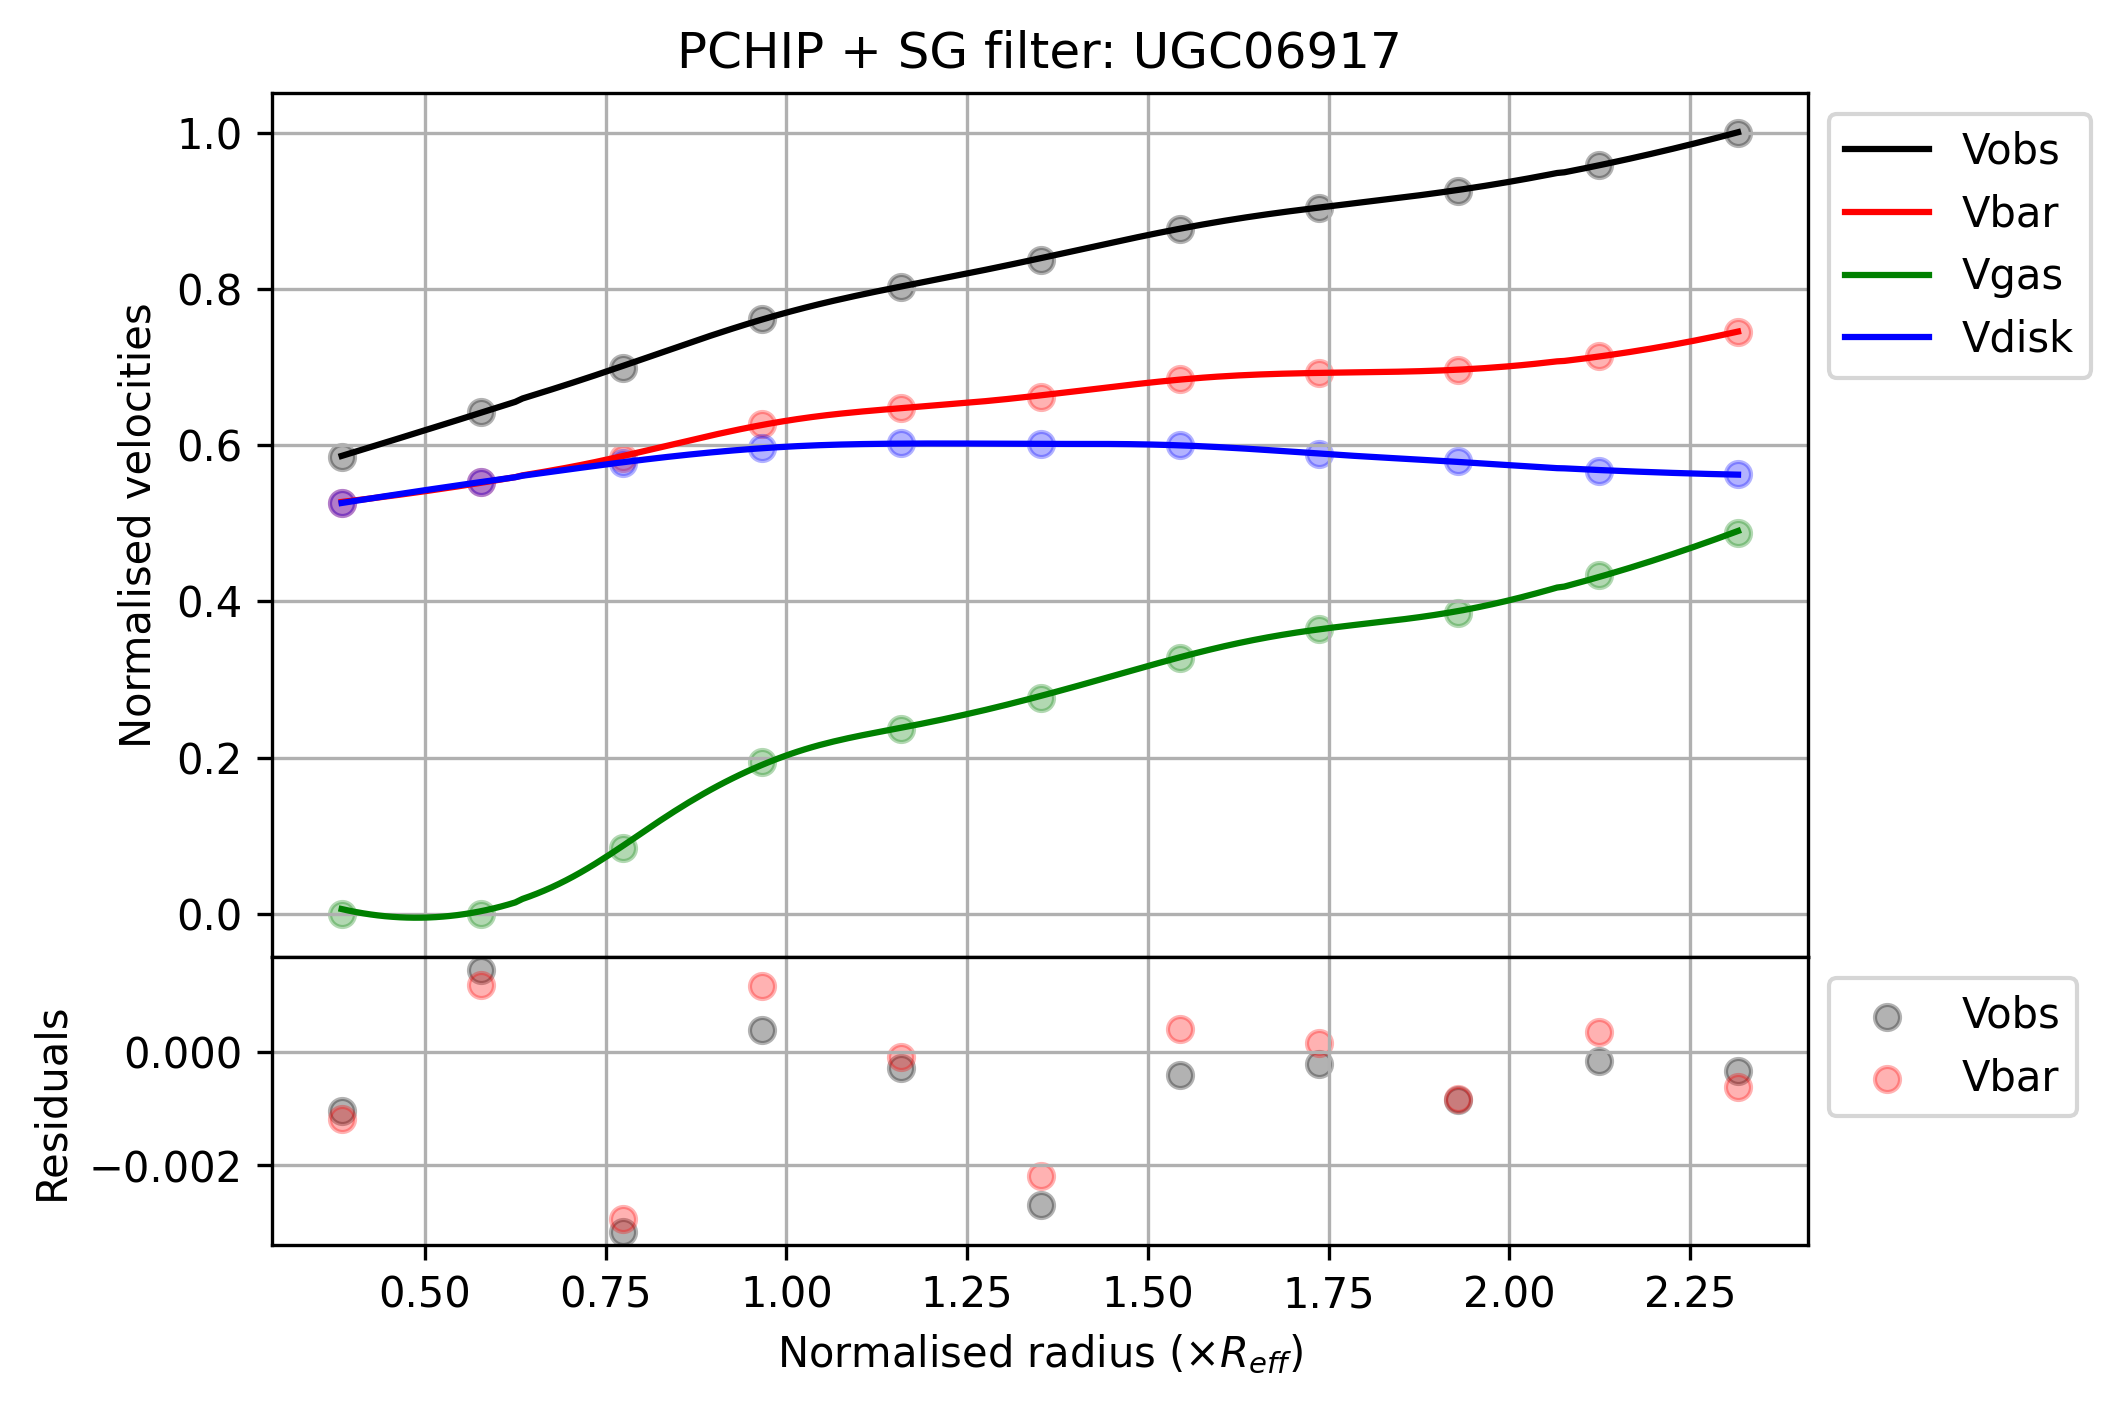 PCHIP + SG filter: UGC06917
Normalised velocities
1.0
0.8
0.6
0.4
0.2
0.0
Vobs
Vbar
Vgas
Vdisk
Residuals
0.000
−0.002
Vobs
Vbar
0.50 0.75 1.00 1.25 1.50 1.75 2.00 2.25
Normalised radius (×R_eff)